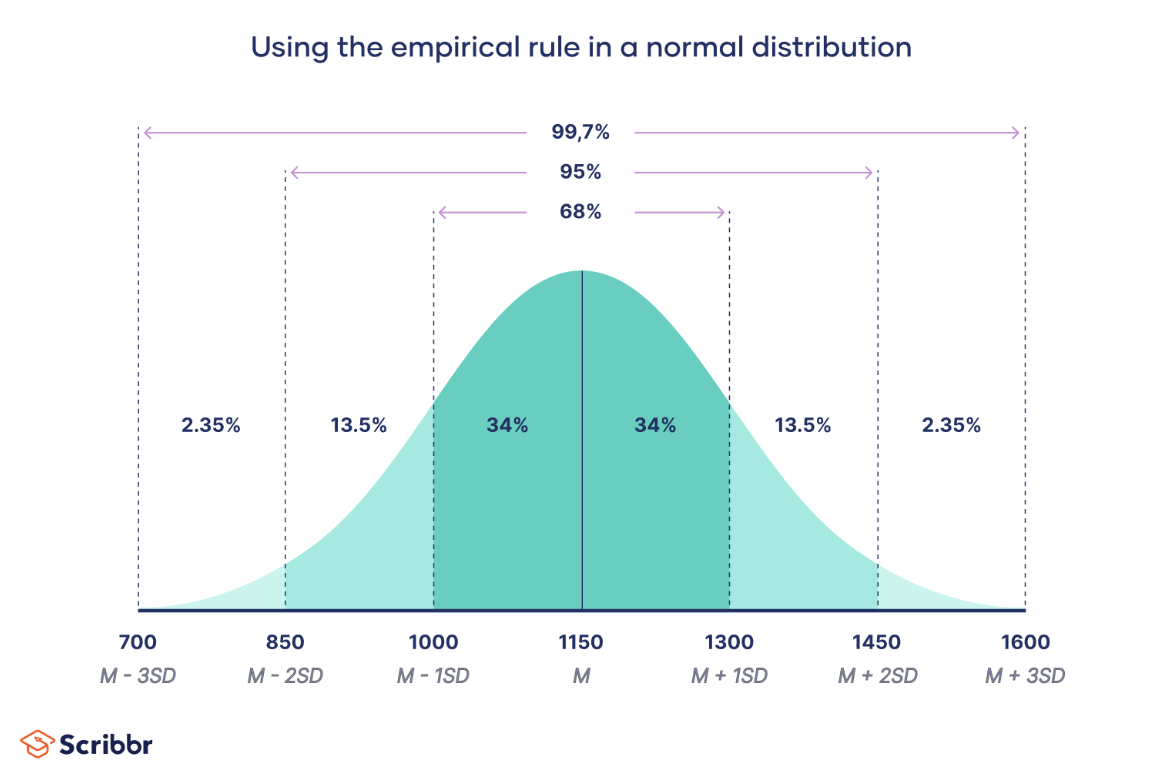 Using the empirical rule in a normal distribution
99,7%
95%
68%
2.35% 13.5% 34% 34% 13.5% 2.35%
700 850 1000 1150 1300 1450 1600
M - 3SD M - 2SD M - 1SD M M + 1SD M + 2SD M + 3SD
Scribbr